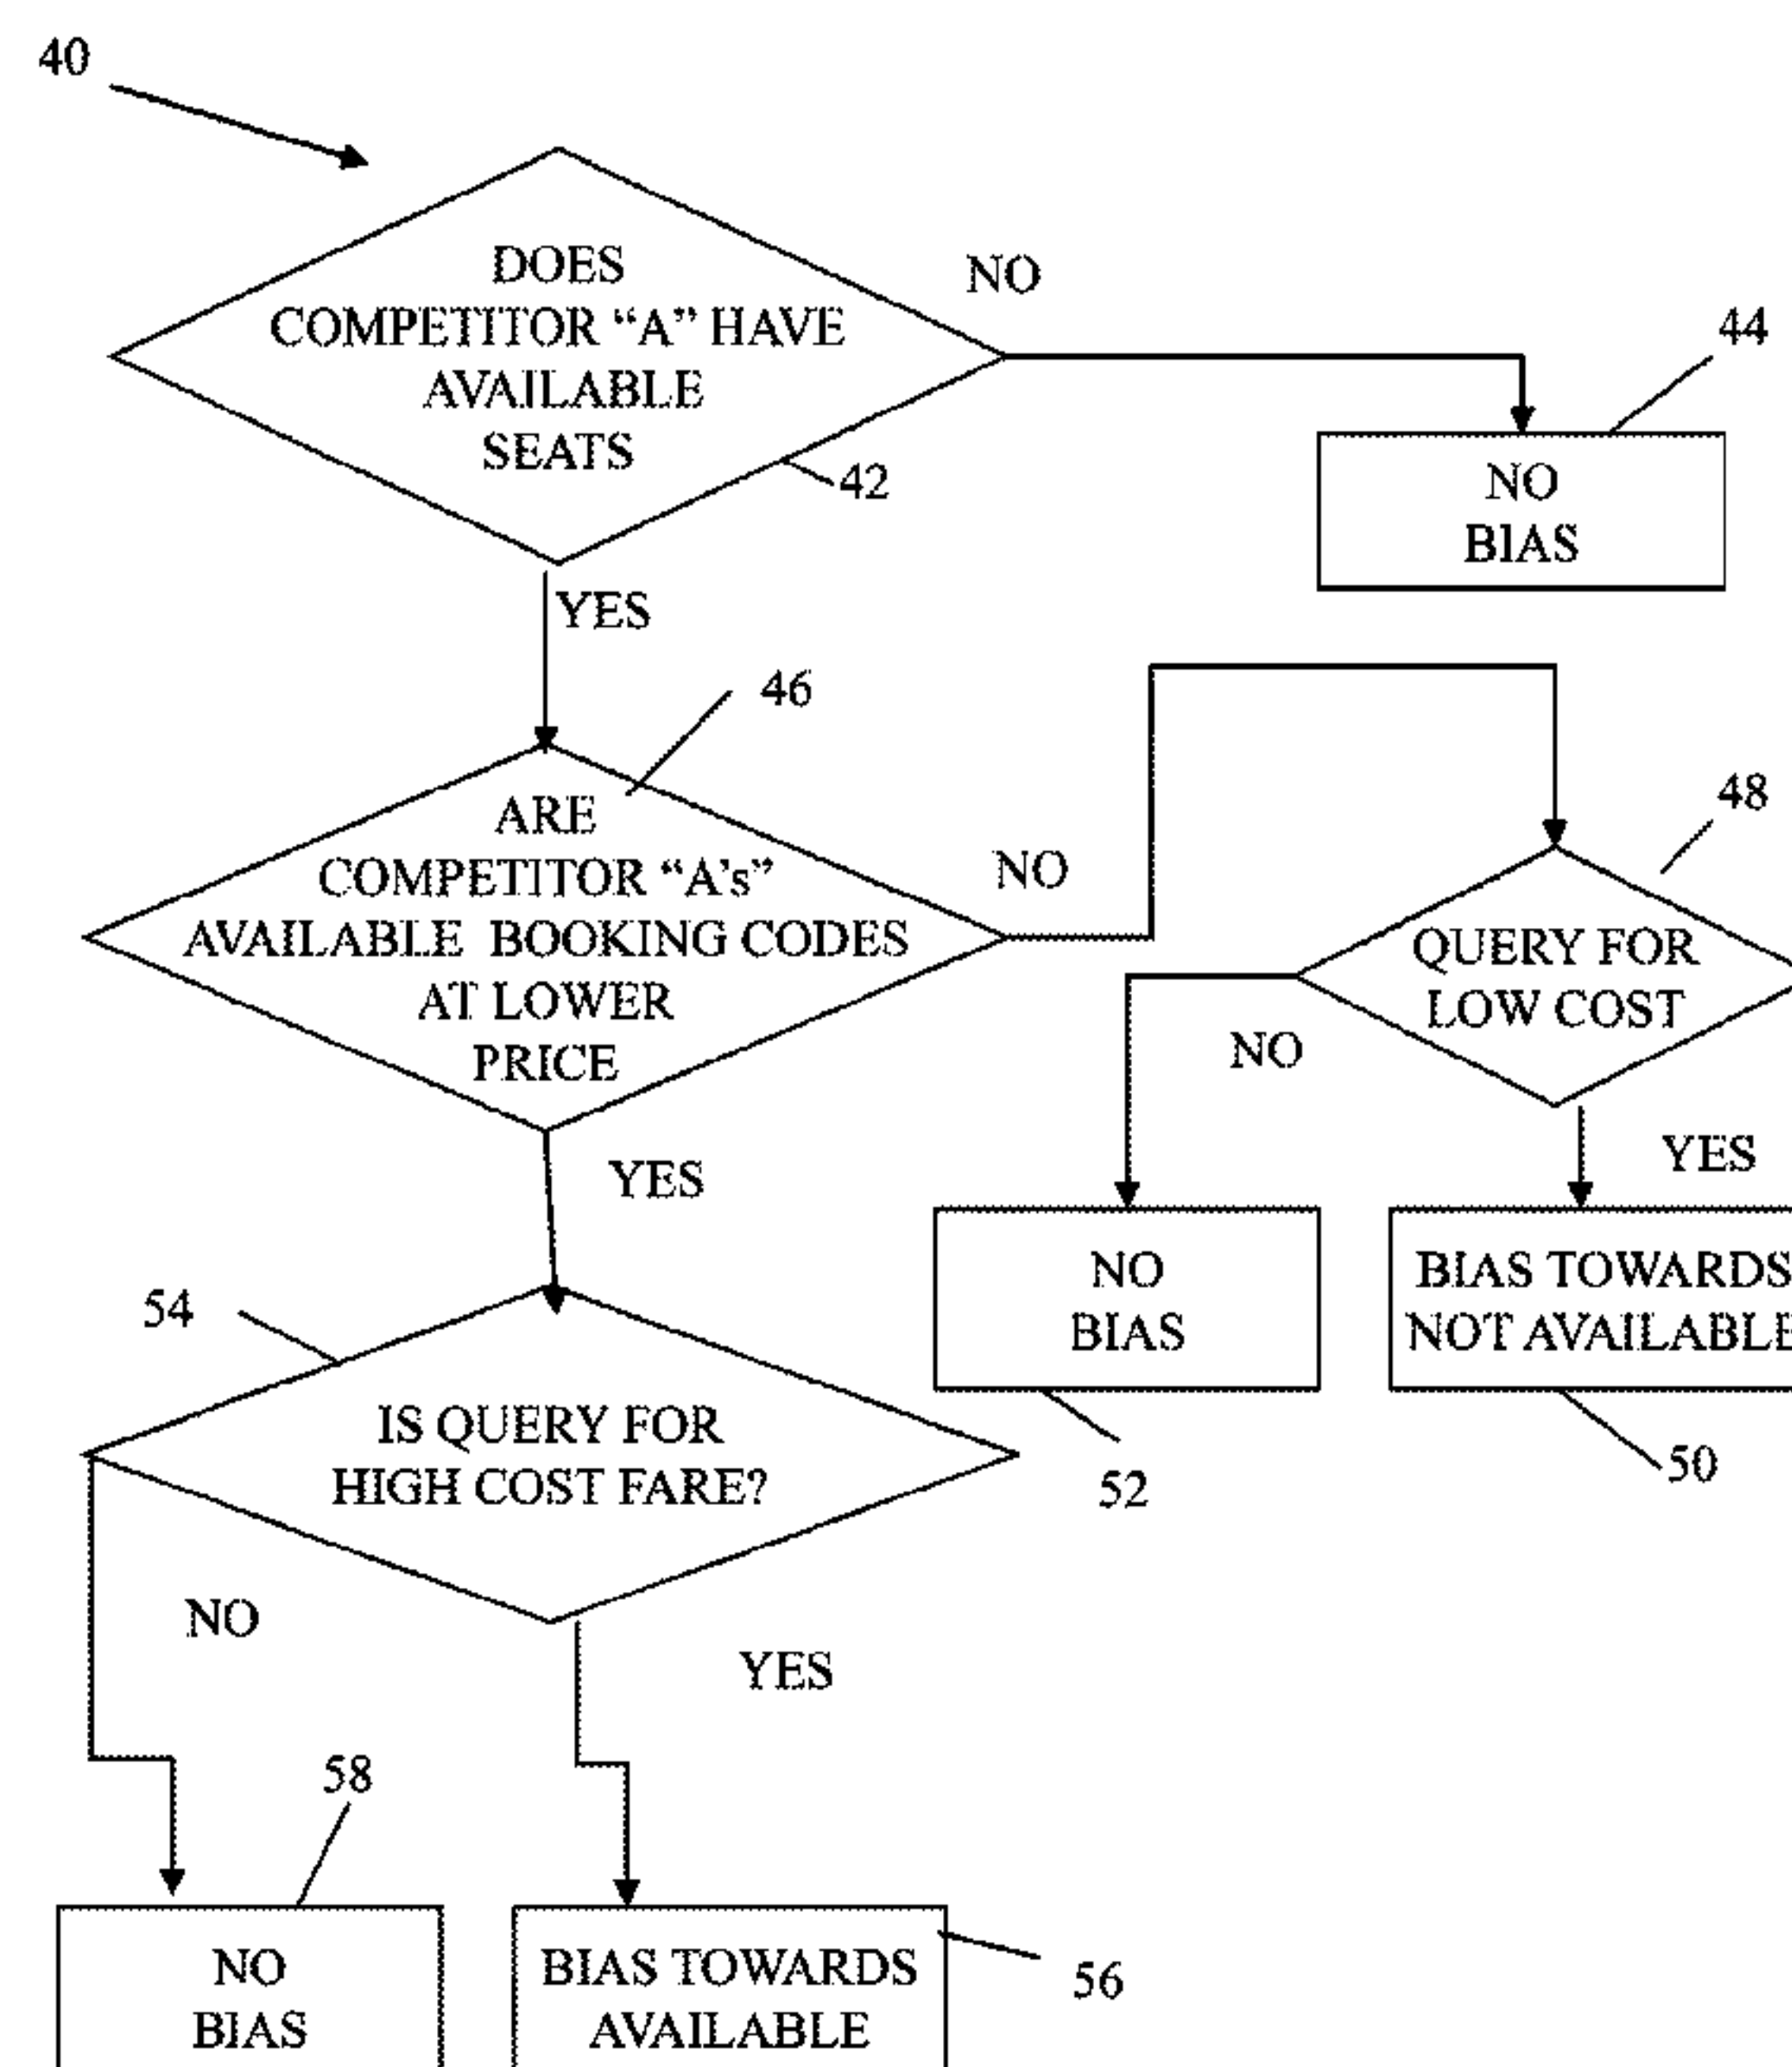 40
DOES
COMPETITOR “A” HAVE
AVAILABLE
SEATS
42
NO
44
NO
BIAS
YES
46
ARE
COMPETITOR “A's”
AVAILABLE BOOKING CODES
AT LOWER
PRICE
NO
48
QUERY FOR
LOW COST
NO
YES
NO
BIAS
52
BIAS TOWARDS
NOT AVAILABLE
50
YES
54
IS QUERY FOR
HIGH COST FARE?
NO
YES
58
NO
BIAS
BIAS TOWARDS
AVAILABLE
56